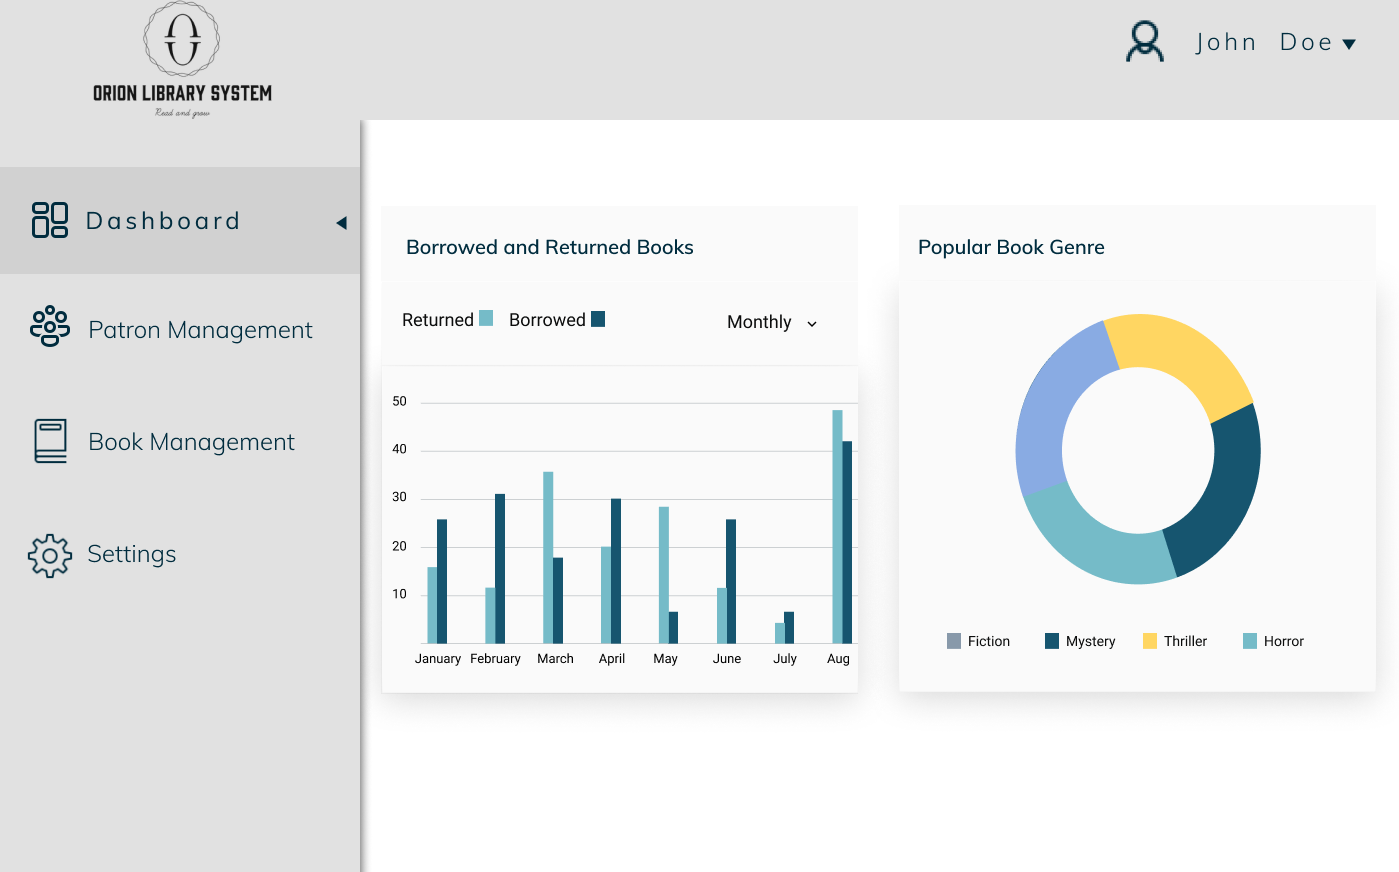 ORION LIBRARY SYSTEM
Read and grow
John Doe
Dashboard
Patron Management
Book Management
Settings
Borrowed and Returned Books
Returned Borrowed Monthly
50
40
30
20
10
January February March April May June July Aug
Popular Book Genre
Fiction Mystery Thriller Horror